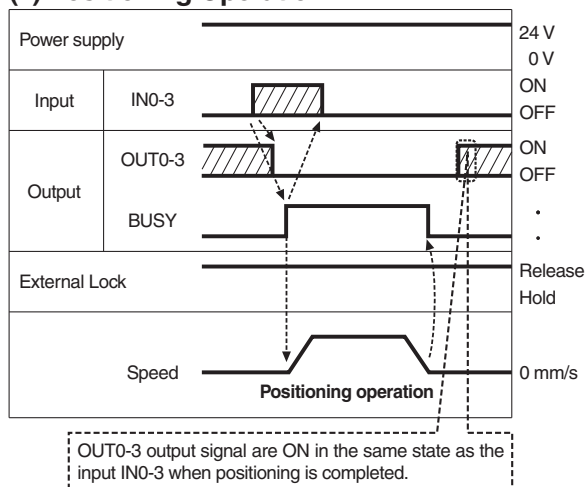 Power supply
24 V
0 V
Input
IN0-3
ON
OFF
Output
OUT0-3
ON
OFF
BUSY
External Lock
Release
Hold
Speed
0 mm/s
Positioning operation
OUT0-3 output signal are ON in the same state as the
input IN0-3 when positioning is completed.